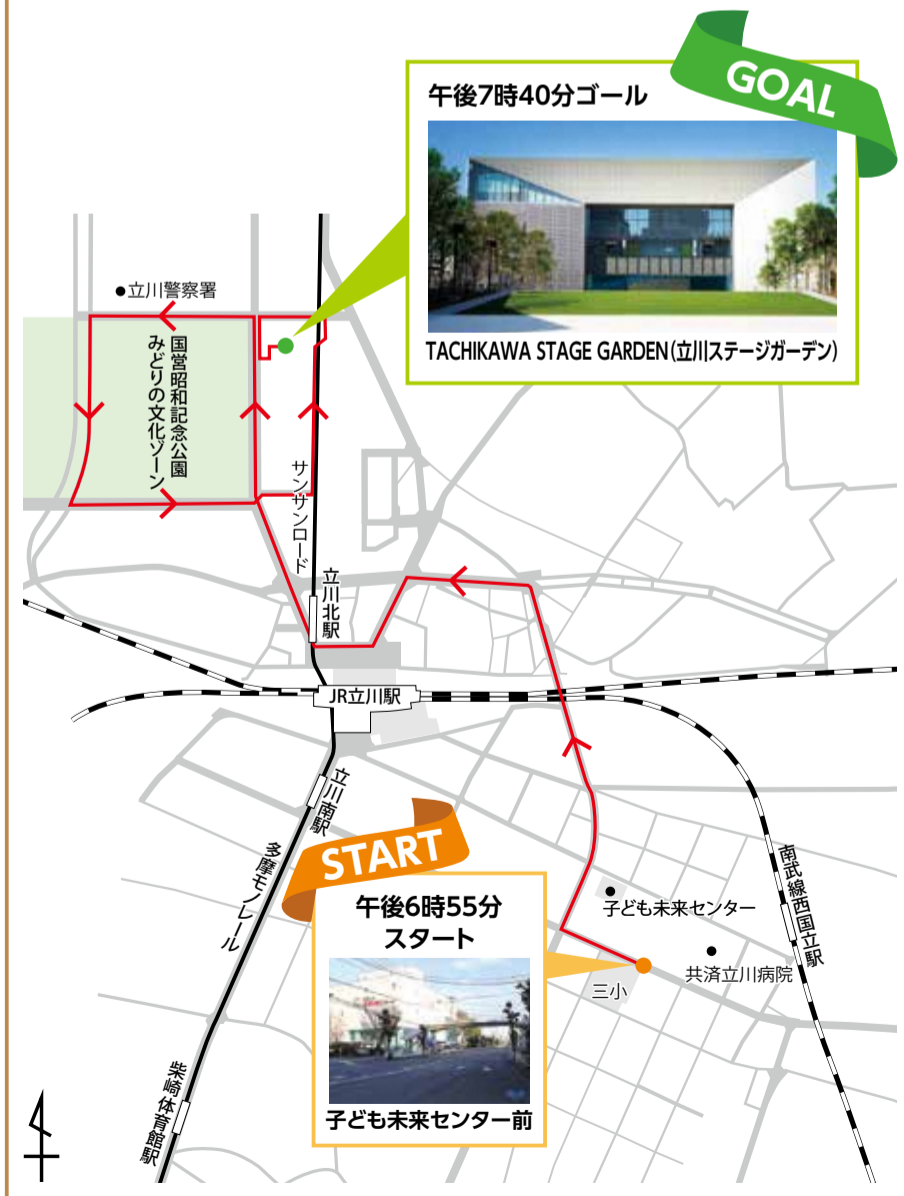 GOAL
午後7時40分ゴール
TACHIKAWA STAGE GARDEN(立川ステージガーデン)
立川警察署
国営昭和記念公園
みどりの文化ゾーン
サンサンロード
立川北駅
JR立川駅
立川南駅
多摩モノレール
START
午後6時55分
スタート
子ども未来センター前
子ども未来センター
共済立川病院
三小
南武線西国立駅
柴崎体育館駅